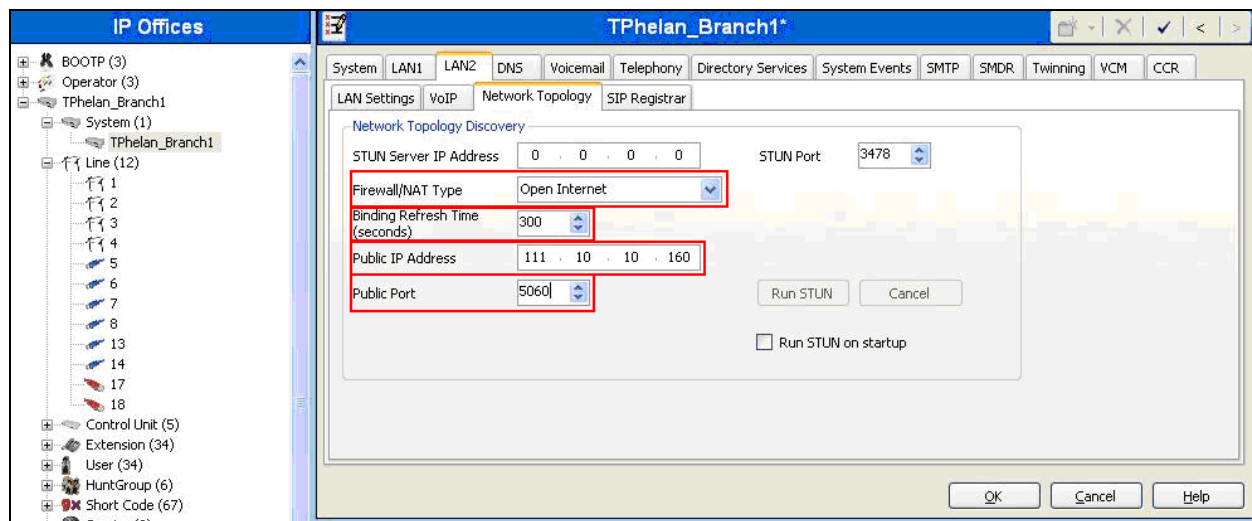 IP Offices
BOOTP (3)
Operator (3)
TPhelan_Branch1
System (1)
TPhelan_Branch1
Line (12)
1
2
3
4
5
6
7
8
13
14
17
18
Control Unit (5)
Extension (34)
User (34)
HuntGroup (6)
Short Code (67)
TPhelan_Branch1*
System LAN1 LAN2 DNS Voicemail Telephony Directory Services System Events SMTP SMDR Twinning VCM CCR
LAN Settings VoIP Network Topology SIP Registrar
Network Topology Discovery
STUN Server IP Address 0 . 0 . 0 . 0 STUN Port 3478
Firewall/NAT Type Open Internet
Binding Refresh Time
(seconds) 300
Public IP Address 111 . 10 . 10 . 160
Public Port 5060 Run STUN Cancel
Run STUN on startup
OK Cancel Help